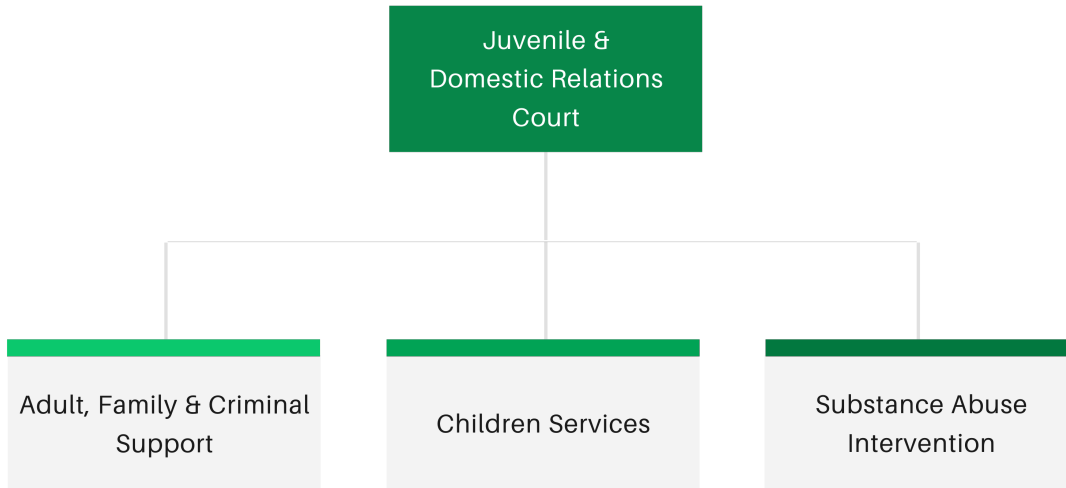 Juvenile &
Domestic Relations
Court
Adult, Family & Criminal
Support
Children Services
Substance Abuse
Intervention